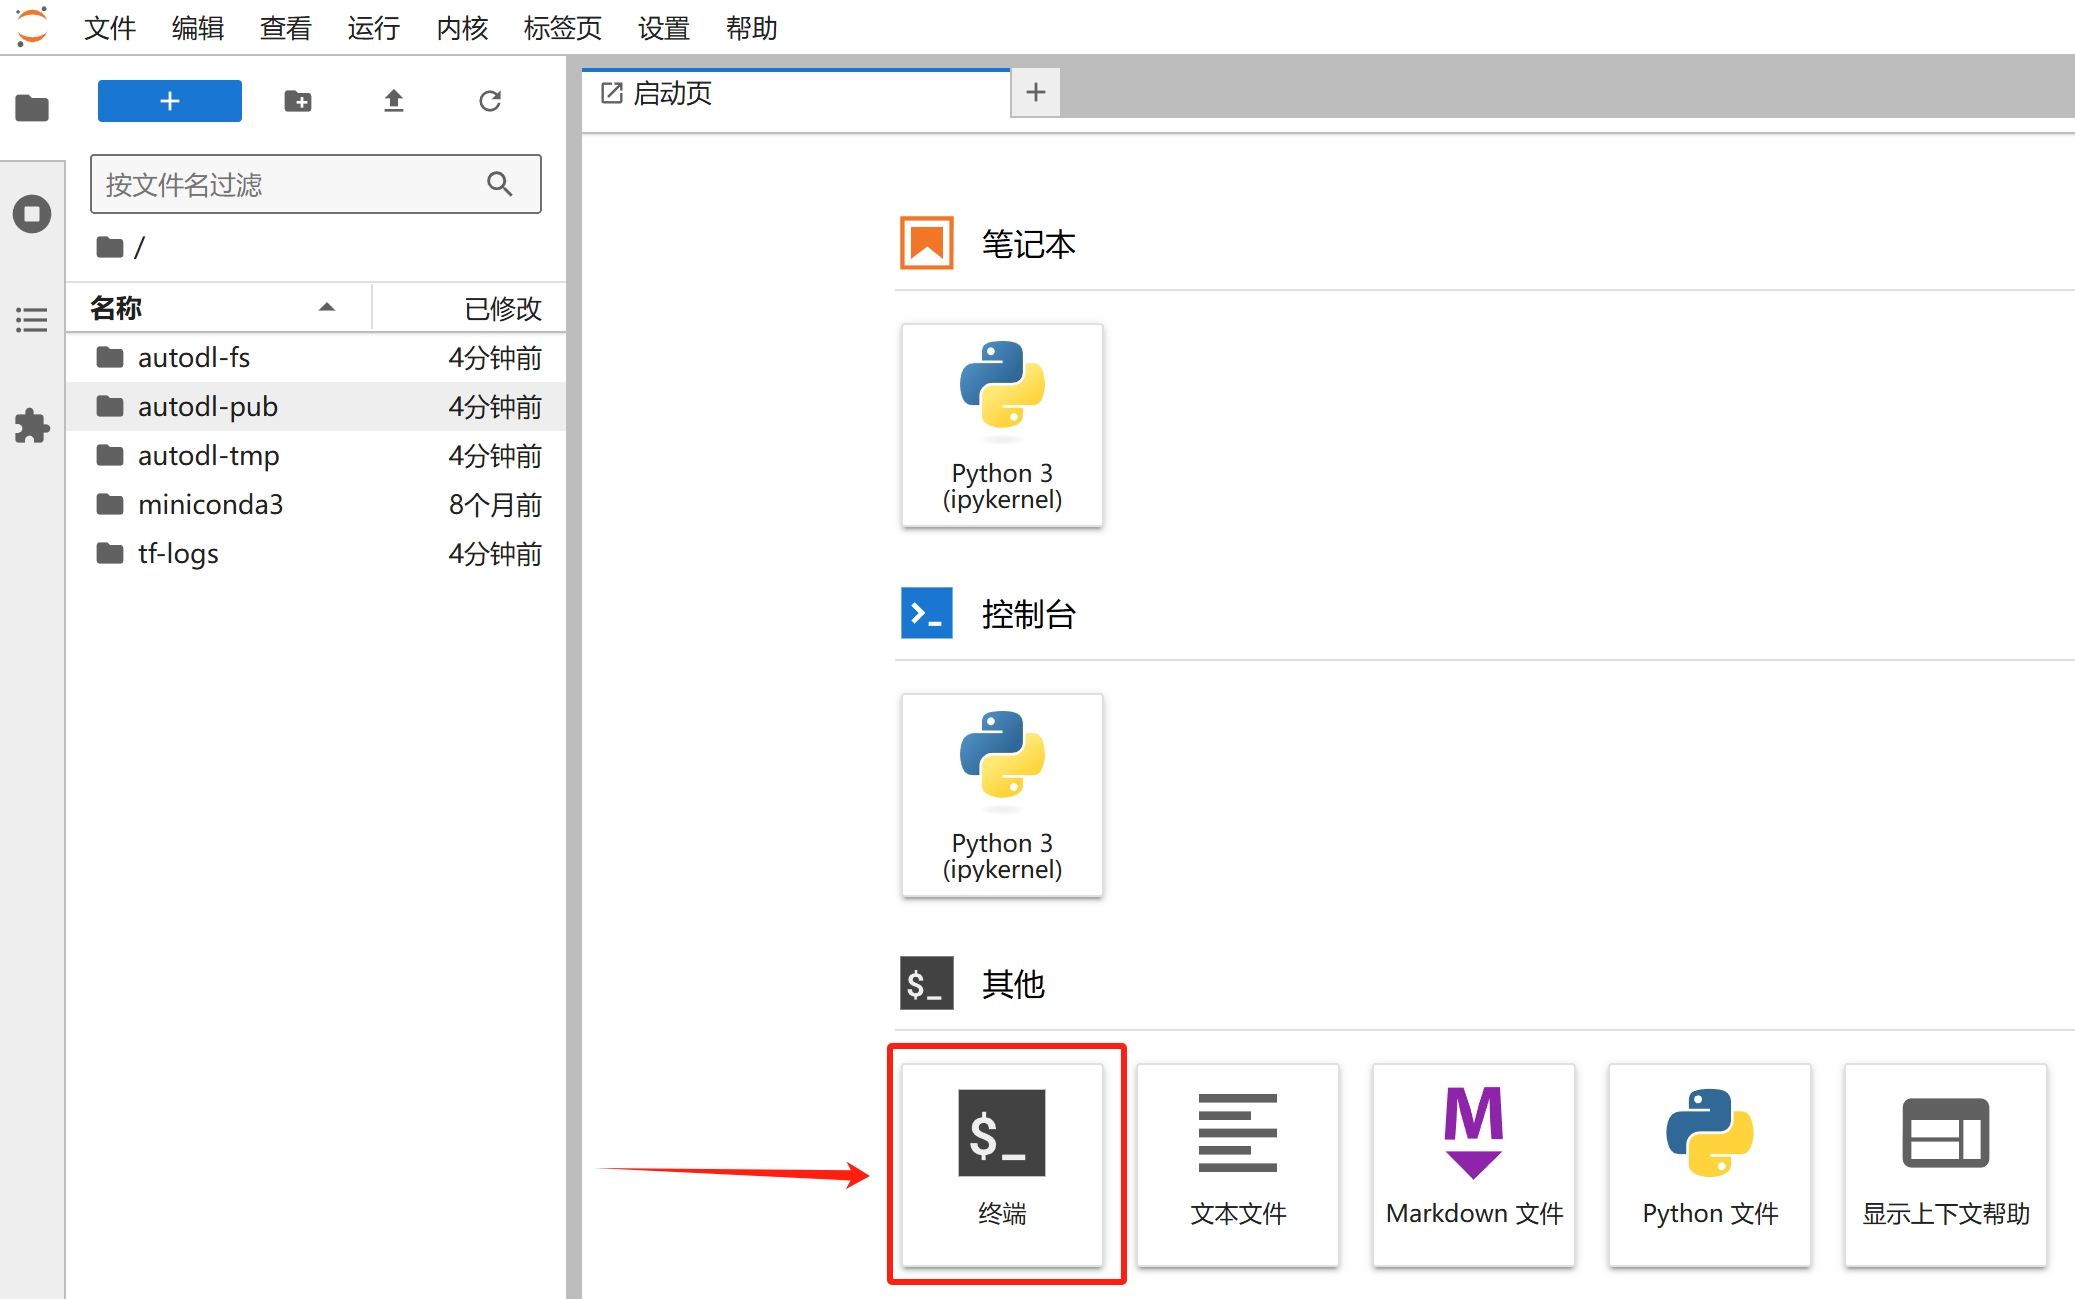 文件 编辑 查看 运行 内核 标签页 设置 帮助
启动页
按文件名过滤
/
名称 已修改
autodl-fs 4分钟前
autodl-pub 4分钟前
autodl-tmp 4分钟前
miniconda3 8个月前
tf-logs 4分钟前
笔记本
Python 3
(ipykernel)
控制台
Python 3
(ipykernel)
$_ 其他
$_
终端
文本文件
M
Markdown 文件
Python 文件
显示上下文帮助